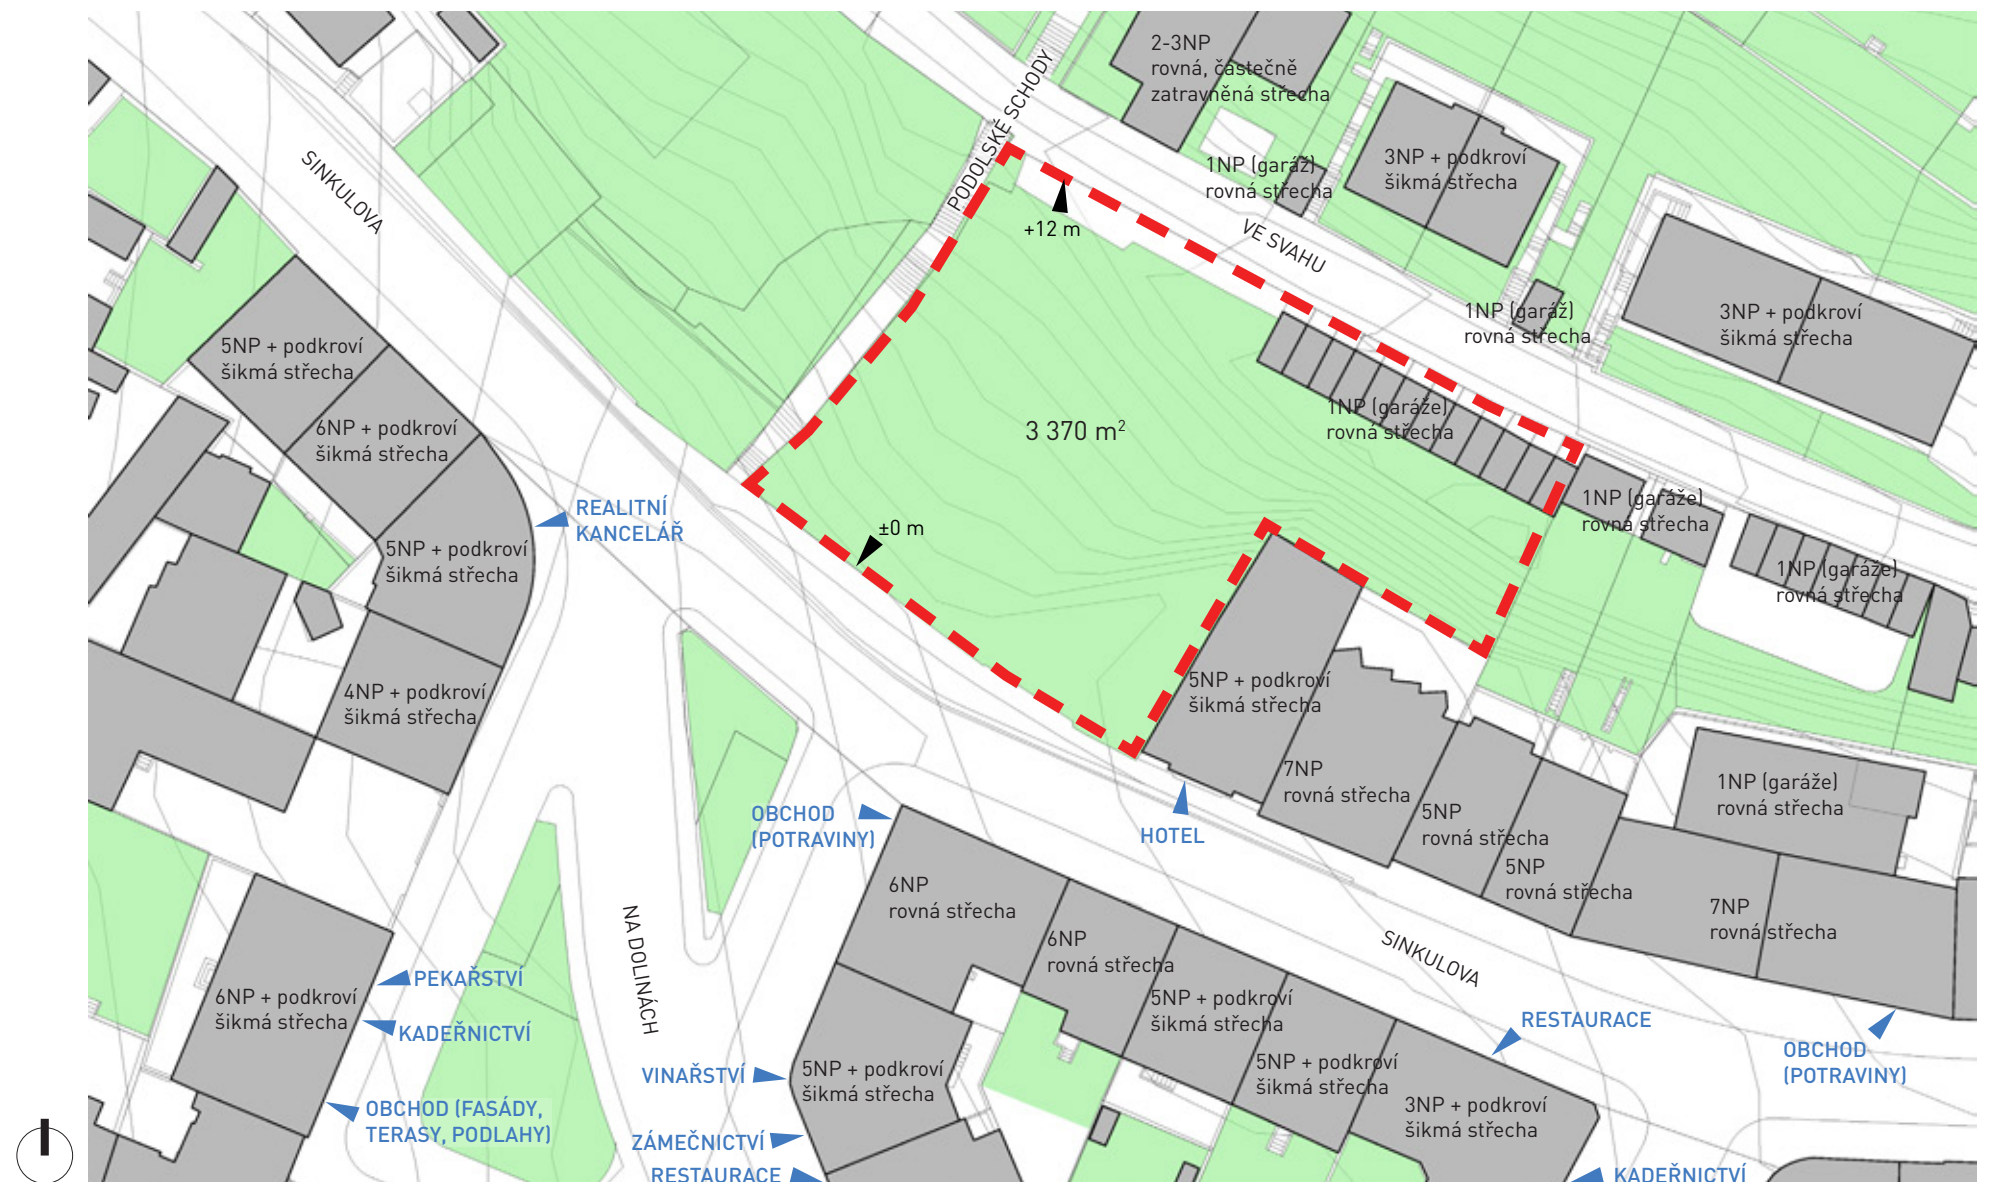 2-3NP
rovná, částečně
zatravněná střecha
PODOLSKÉ SCHODY
SINKULOVA
1NP (garáž)
rovná střecha
3NP + podkroví
šikmá střecha
+12 m
VE SVAHU
1NP (garáž)
rovná střecha
3NP + podkroví
šikmá střecha
5NP + podkroví
šikmá střecha
6NP + podkroví
šikmá střecha
1NP (garáže)
rovná střecha
3 370 m²
REALITNÍ
KANCELÁŘ
±0 m
1NP (garáže)
rovná střecha
5NP + podkroví
šikmá střecha
1NP (garáže)
rovná střecha
4NP + podkroví
šikmá střecha
5NP + podkroví
šikmá střecha
7NP
rovná střecha
1NP (garáže)
rovná střecha
OBCHOD
(POTRAVINY)
HOTEL
5NP
rovná střecha
5NP
rovná střecha
6NP
rovná střecha
7NP
rovná střecha
NA DOLINÁCH
6NP
rovná střecha
SINKULOVA
PEKAŘSTVÍ
6NP + podkroví
šikmá střecha
KADEŘNICTVÍ
5NP + podkroví
šikmá střecha
RESTAURACE
OBCHOD
(POTRAVINY)
VINAŘSTVÍ
5NP + podkroví
šikmá střecha
5NP + podkroví
šikmá střecha
OBCHOD (FASÁDY,
TERASY, PODLAHY)
3NP + podkroví
šikmá střecha
ZÁMEČNICTVÍ
RESTAURACE
KADEŘNICTVÍ